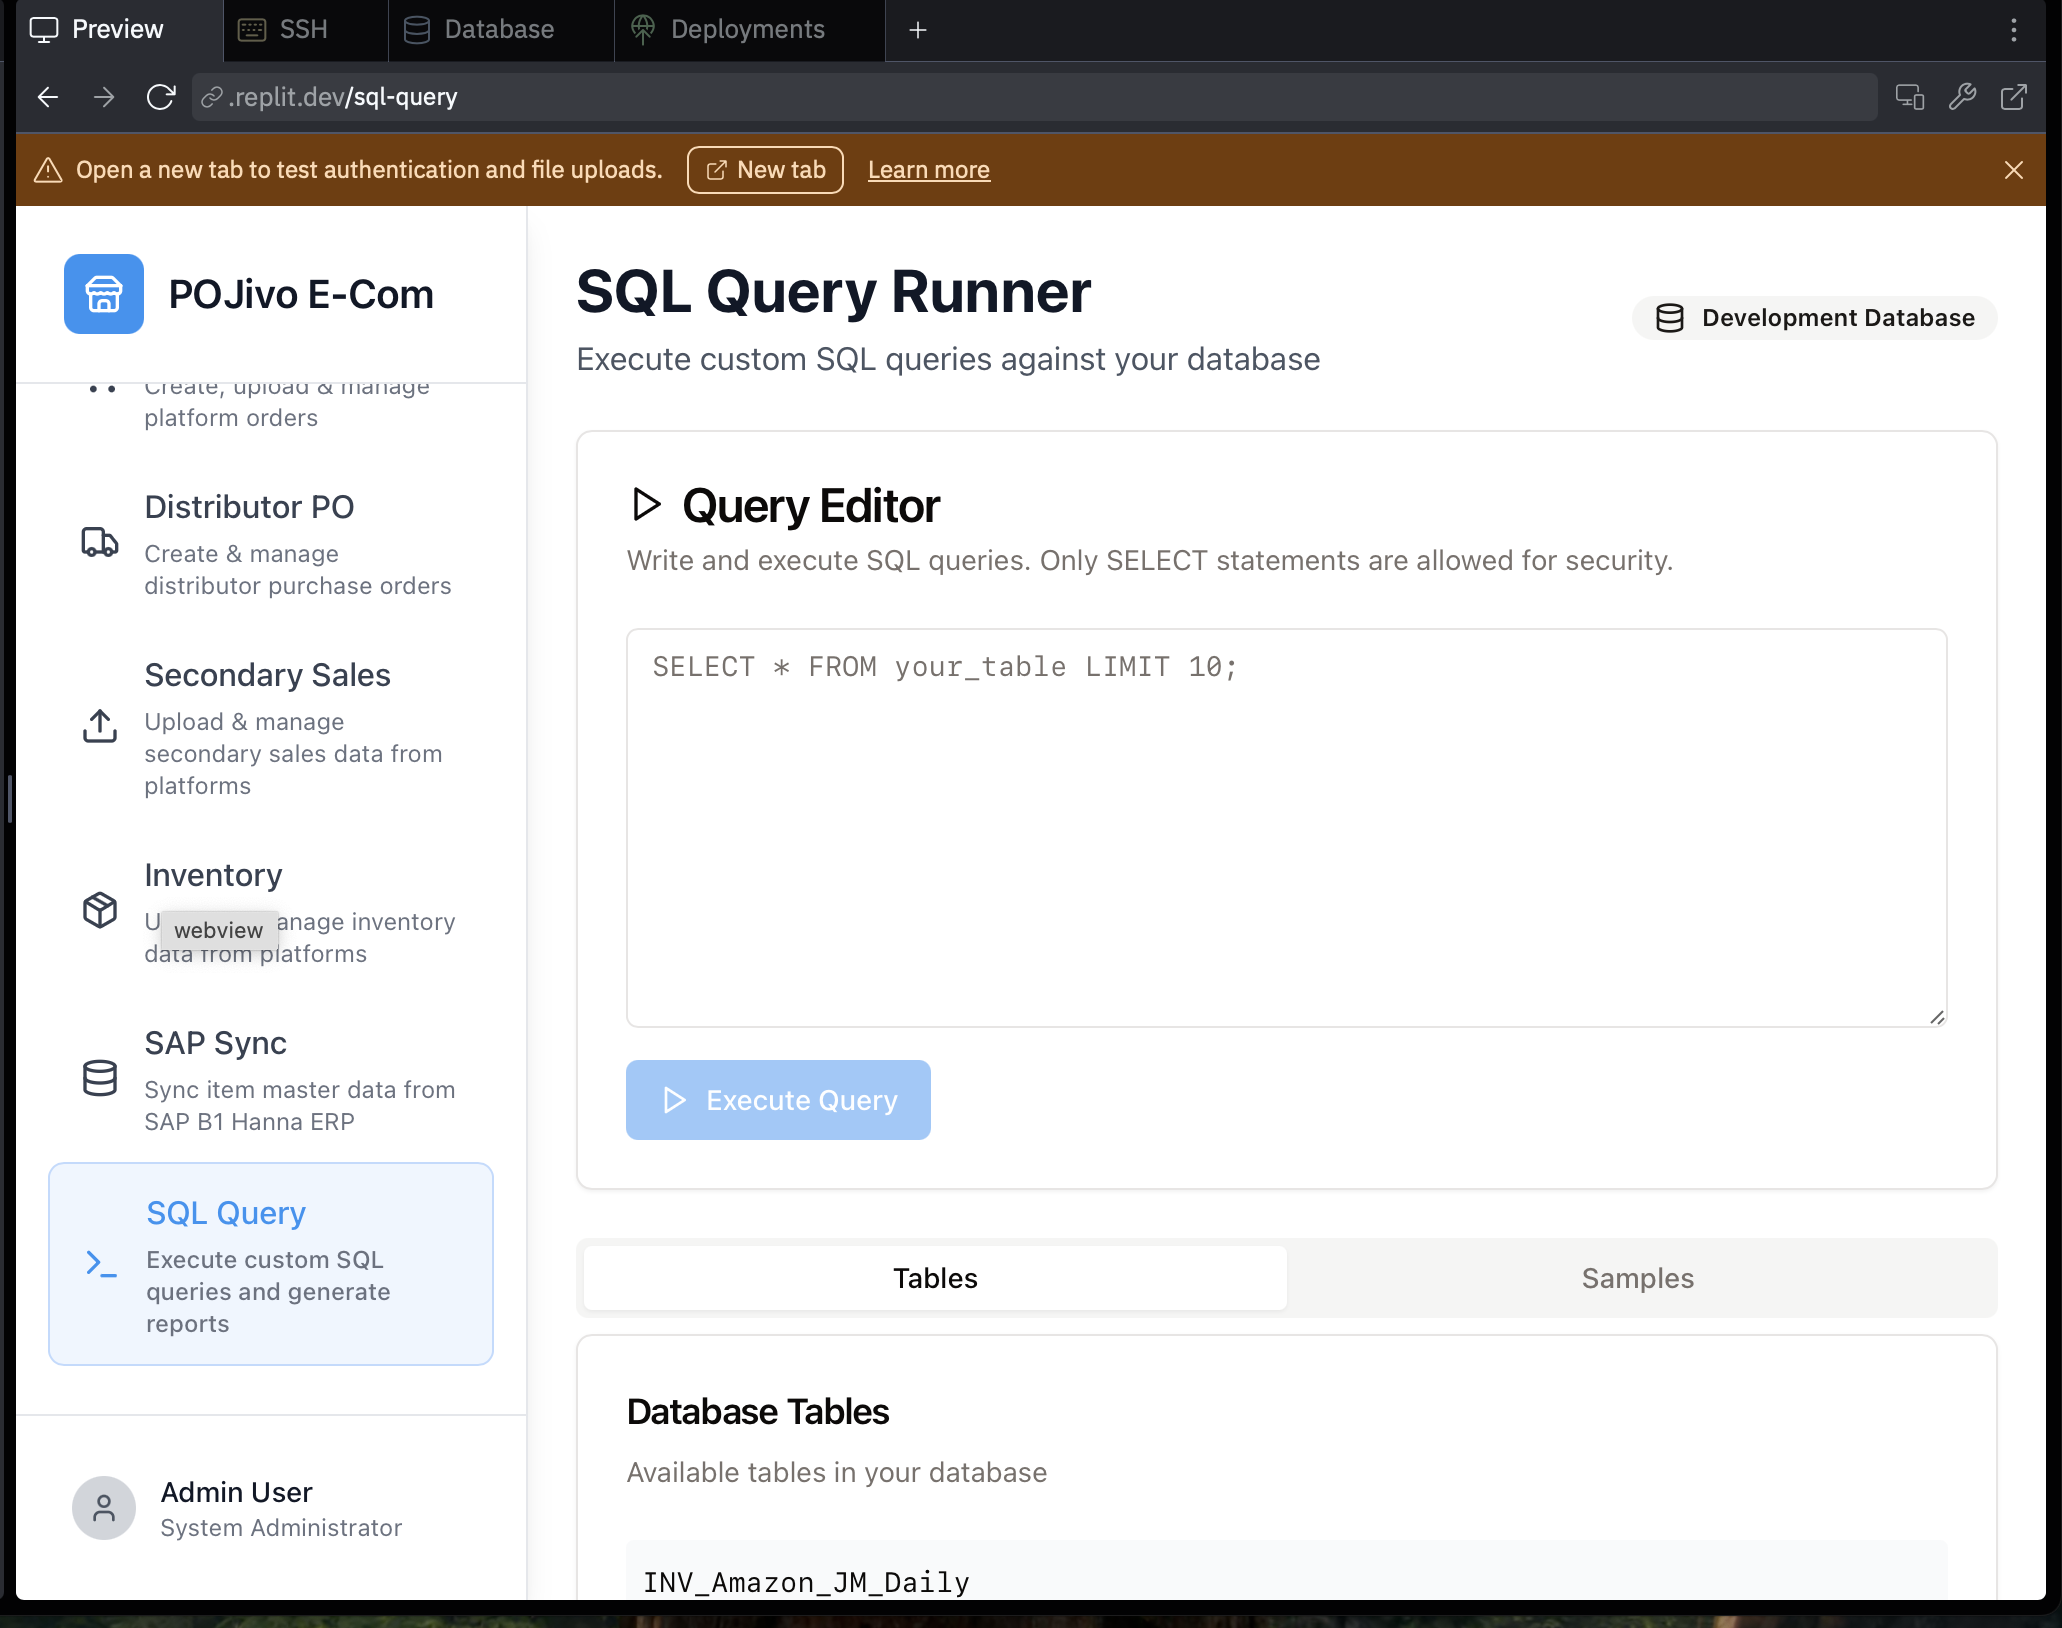 Preview
SSH
Database
Deployments
.replit.dev/sql-query
Open a new tab to test authentication and file uploads.
New tab
Learn more
POJivo E-Com
Create, upload & manage
platform orders
Distributor PO
Create & manage
distributor purchase orders
Secondary Sales
Upload & manage
secondary sales data from
platforms
Inventory
U anage inventory
webview
data from platforms
SAP Sync
Sync item master data from
SAP B1 Hanna ERP
SQL Query
Execute custom SQL
queries and generate
reports
Admin User
System Administrator
SQL Query Runner
Execute custom SQL queries against your database
Development Database
Query Editor
Write and execute SQL queries. Only SELECT statements are allowed for security.
SELECT * FROM your_table LIMIT 10;
Execute Query
Tables
Samples
Database Tables
Available tables in your database
INV_Amazon_JM_Daily